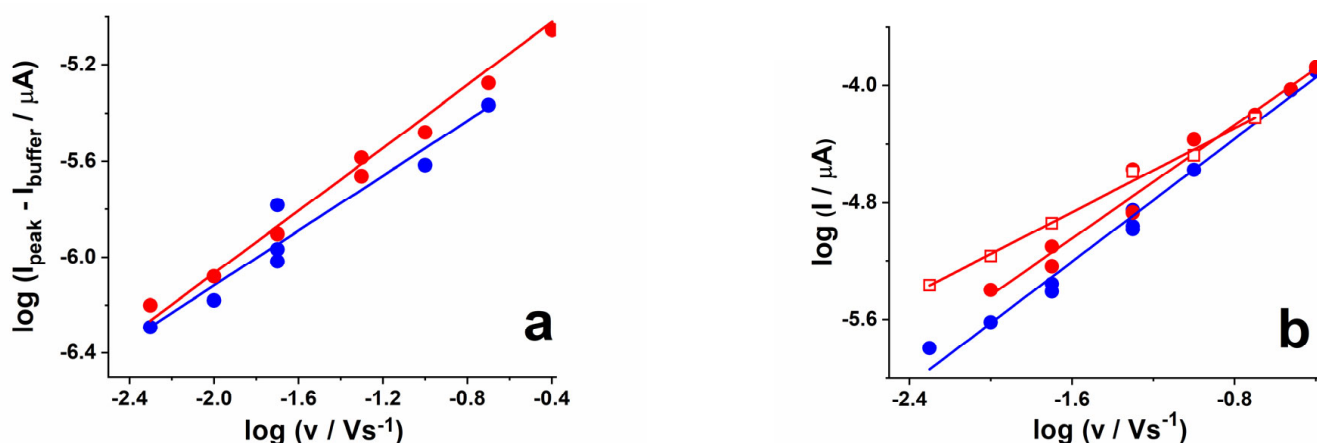 log (I_peak - I_buffer / μA)
-5.2
-5.6
-6.0
-6.4
-2.4 -2.0 -1.6 -1.2 -0.8 -0.4
log (v / Vs⁻¹)
a
log (I / μA)
-4.0
-4.8
-5.6
-2.4 -1.6 -0.8
log (v / Vs⁻¹)
b